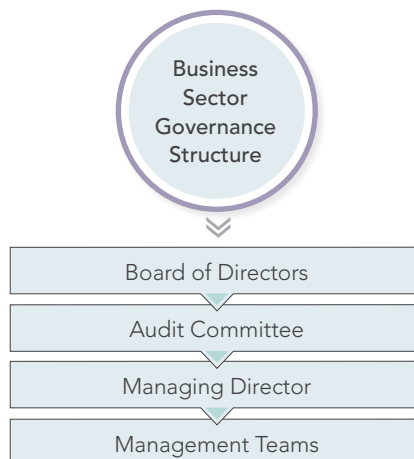 Business
Sector
Governance
Structure
Board of Directors
Audit Committee
Managing Director
Management Teams